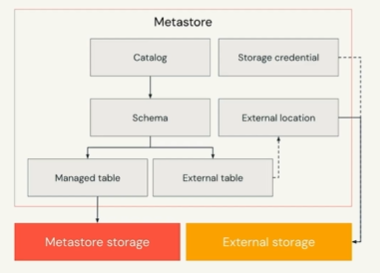 Metastore
Catalog
Storage credential
Schema
External location
Managed table
External table
Metastore storage
External storage